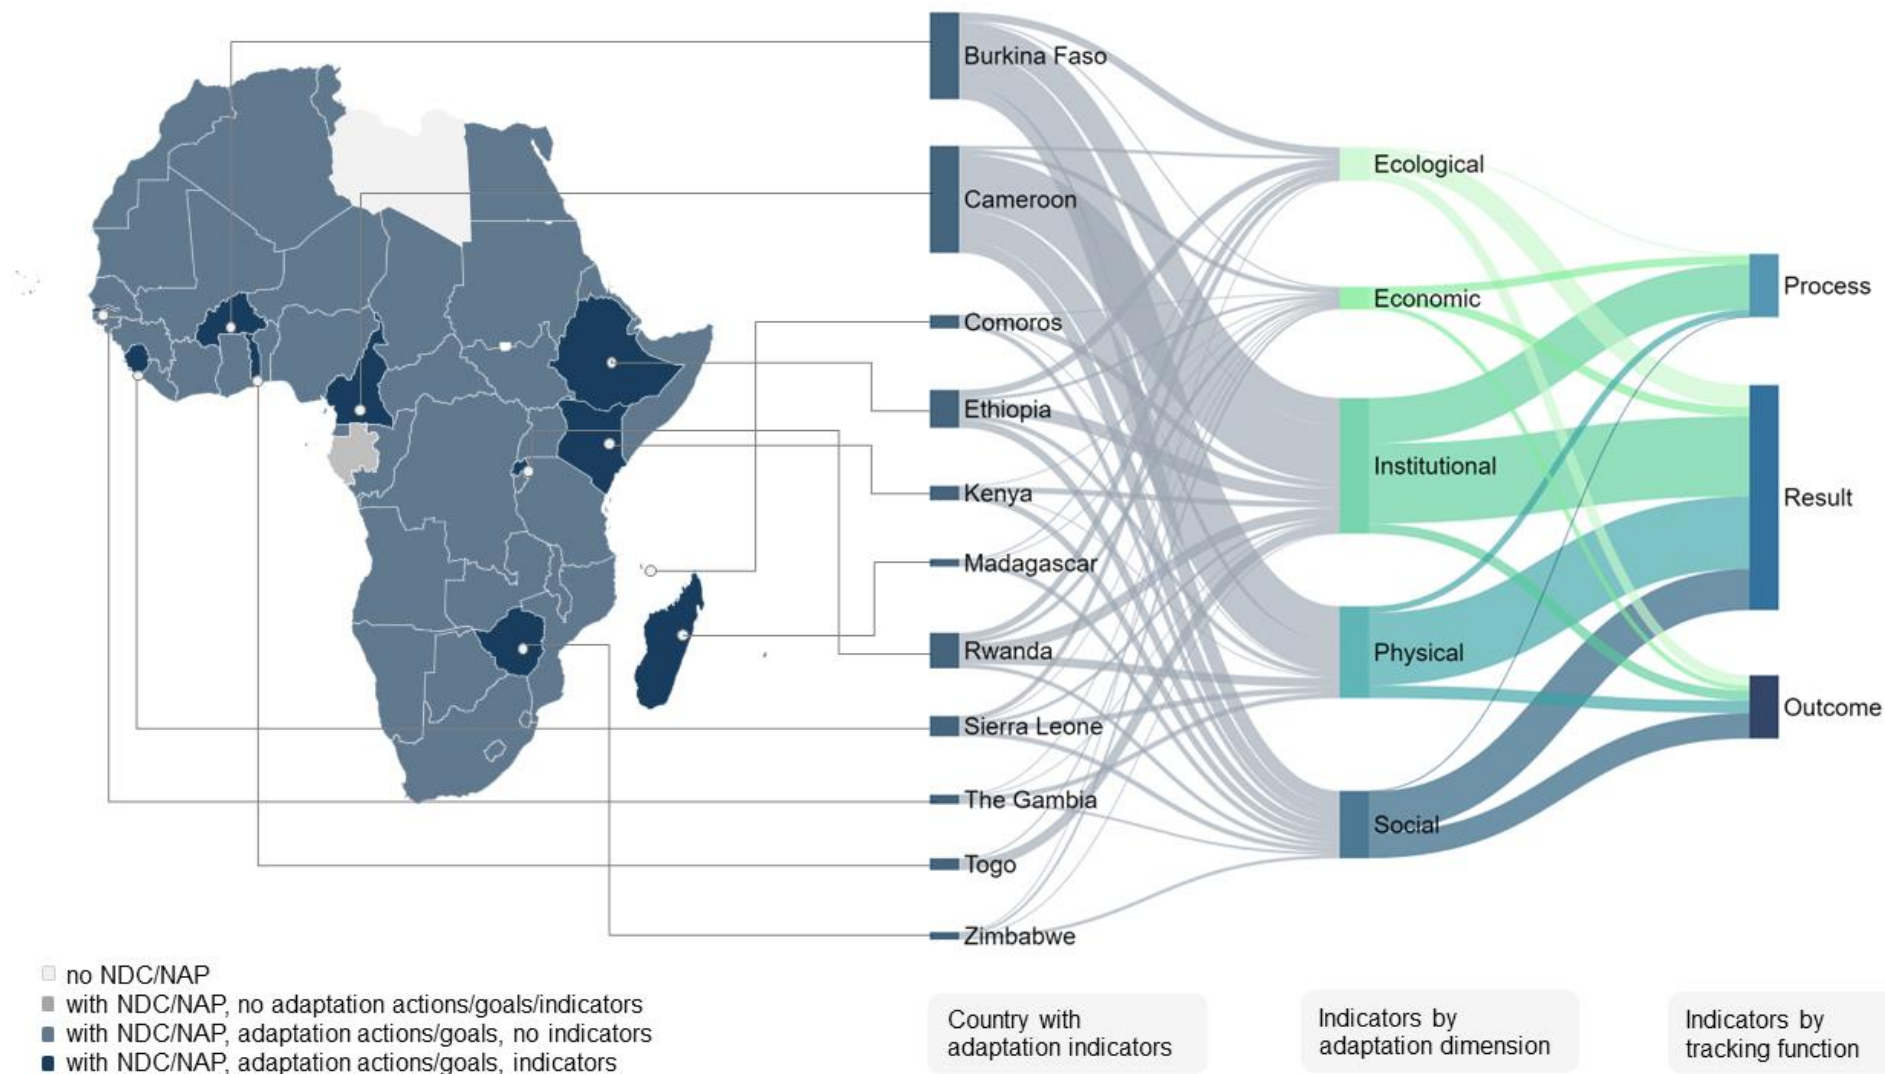 Burkina Faso
Cameroon
Comoros
Ethiopia
Kenya
Madagascar
Rwanda
Sierra Leone
The Gambia
Togo
Zimbabwe
Ecological
Economic
Institutional
Physical
Social
Process
Result
Outcome
no NDC/NAP
with NDC/NAP, no adaptation actions/goals/indicators
with NDC/NAP, adaptation actions/goals, no indicators
with NDC/NAP, adaptation actions/goals, indicators
Country with
adaptation indicators
Indicators by
adaptation dimension
Indicators by
tracking function